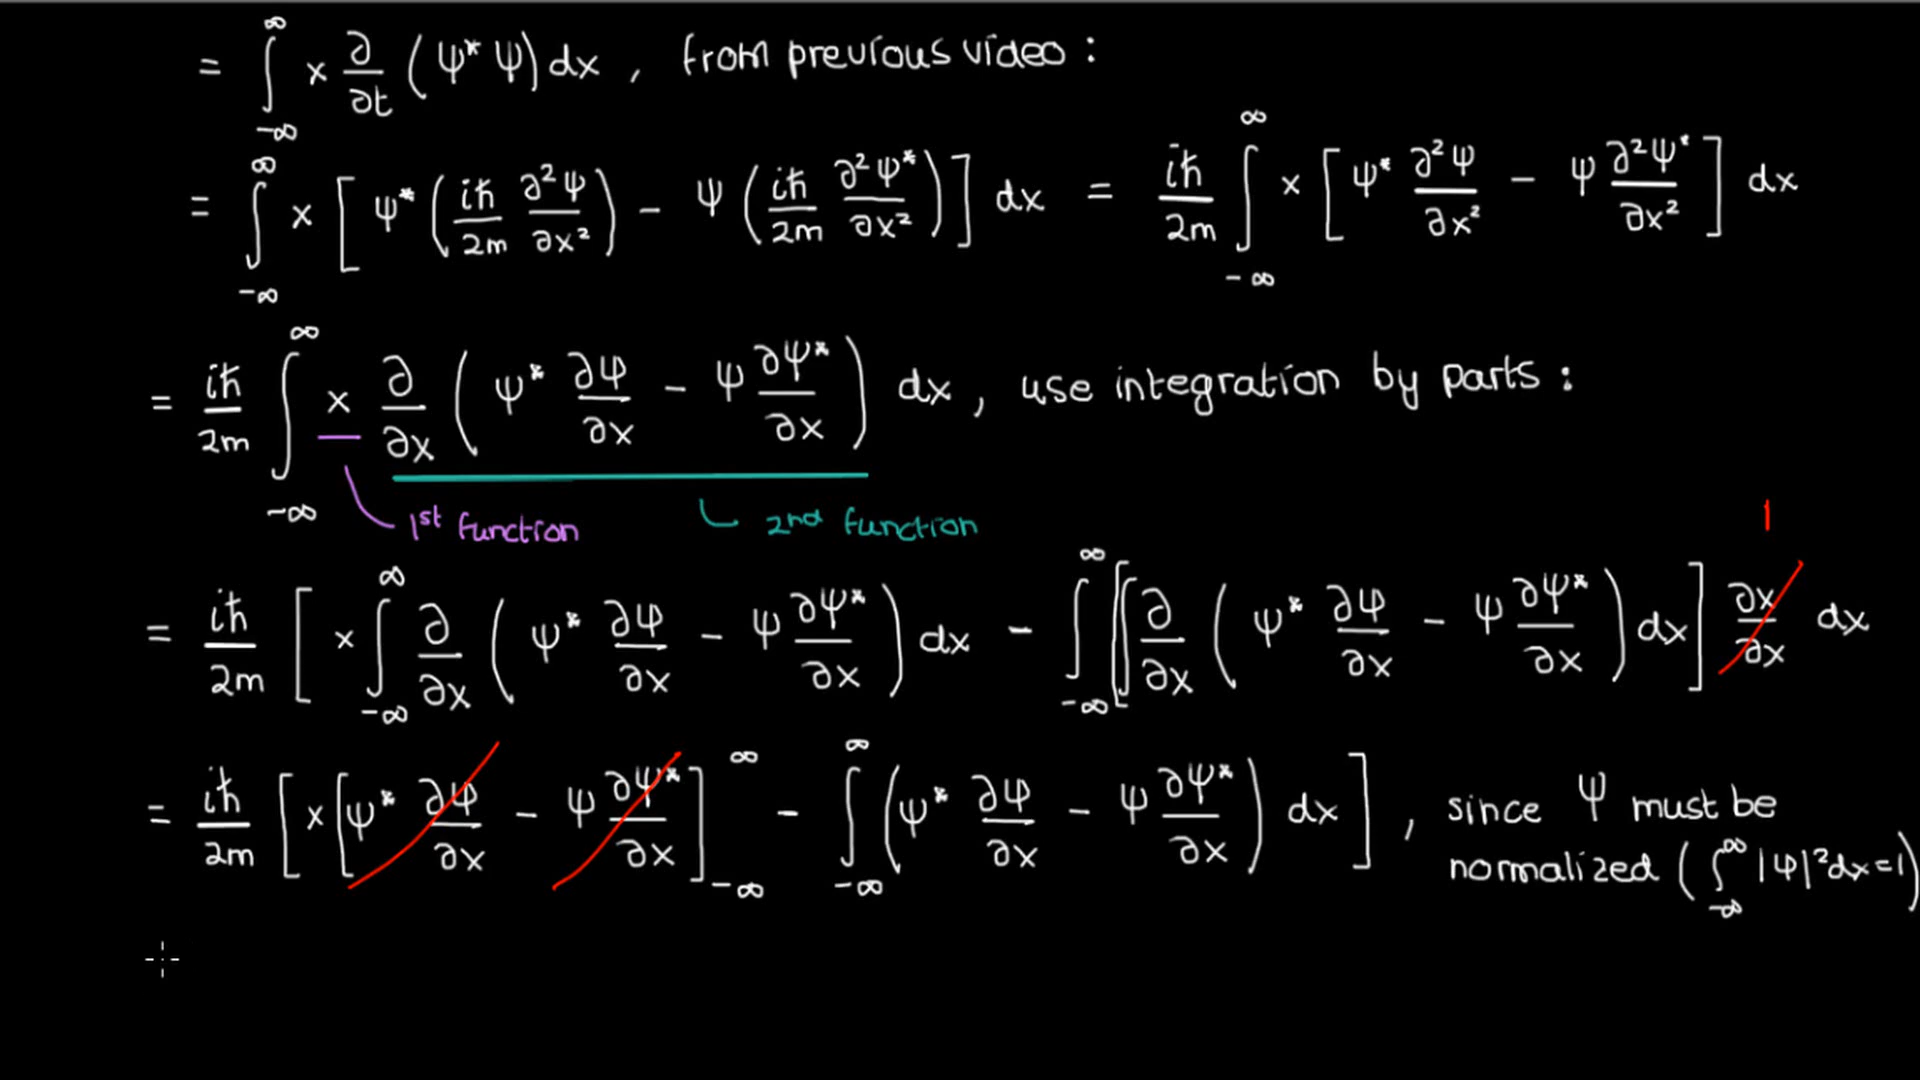 = ∫_{-∞}^{∞} x ∂/∂t (Ψ* Ψ) dx , from previous video :
= ∫_{-∞}^{∞} x [ Ψ* ( iħ/2m ∂²Ψ/∂x² ) - Ψ ( iħ/2m ∂²Ψ*/∂x² ) ] dx = iħ/2m ∫_{-∞}^{∞} x [ Ψ* ∂²Ψ/∂x² - Ψ ∂²Ψ*/∂x² ] dx
= iħ/2m ∫_{-∞}^{∞} x ∂/∂x ( Ψ* ∂Ψ/∂x - Ψ ∂Ψ*/∂x ) dx , use integration by parts :
1st function 2nd function
1
= iħ/2m [ x ∫_{-∞}^{∞} ∂/∂x ( Ψ* ∂Ψ/∂x - Ψ ∂Ψ*/∂x ) dx - ∫_{-∞}^{∞} [ ∫ ∂/∂x ( Ψ* ∂Ψ/∂x - Ψ ∂Ψ*/∂x ) dx ] ∂x/∂x dx
= iħ/2m [ x [ Ψ* ∂Ψ/∂x - Ψ ∂Ψ*/∂x ]_{-∞}^{∞} - ∫_{-∞}^{∞} ( Ψ* ∂Ψ/∂x - Ψ ∂Ψ*/∂x ) dx ] , since Ψ must be
normalized ( ∫_{-∞}^{∞} |Ψ|² dx = 1 )